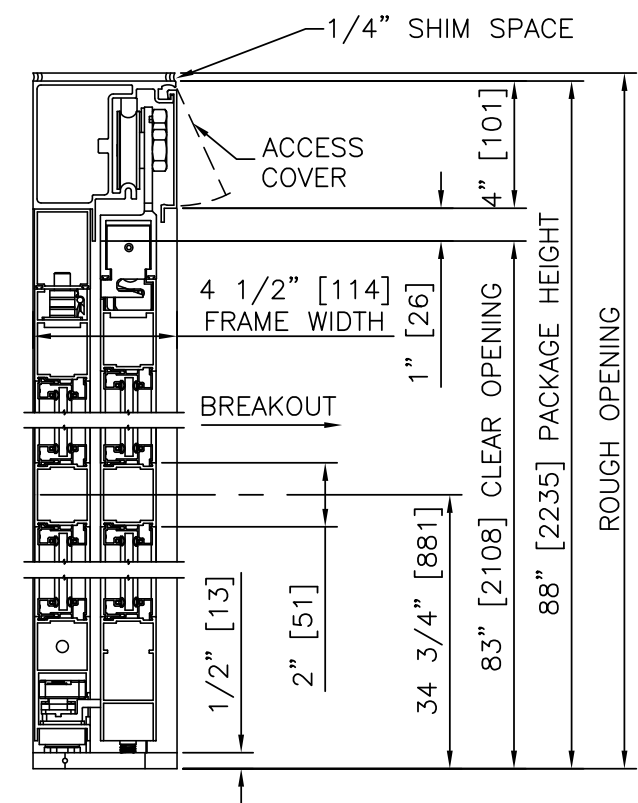 1/4” SHIM SPACE
ACCESS
COVER
4” [101]
4 1/2” [114]
FRAME WIDTH
1” [26]
BREAKOUT
1/2” [13]
2” [51]
34 3/4” [881]
83” [2108] CLEAR OPENING
88” [2235] PACKAGE HEIGHT
ROUGH OPENING